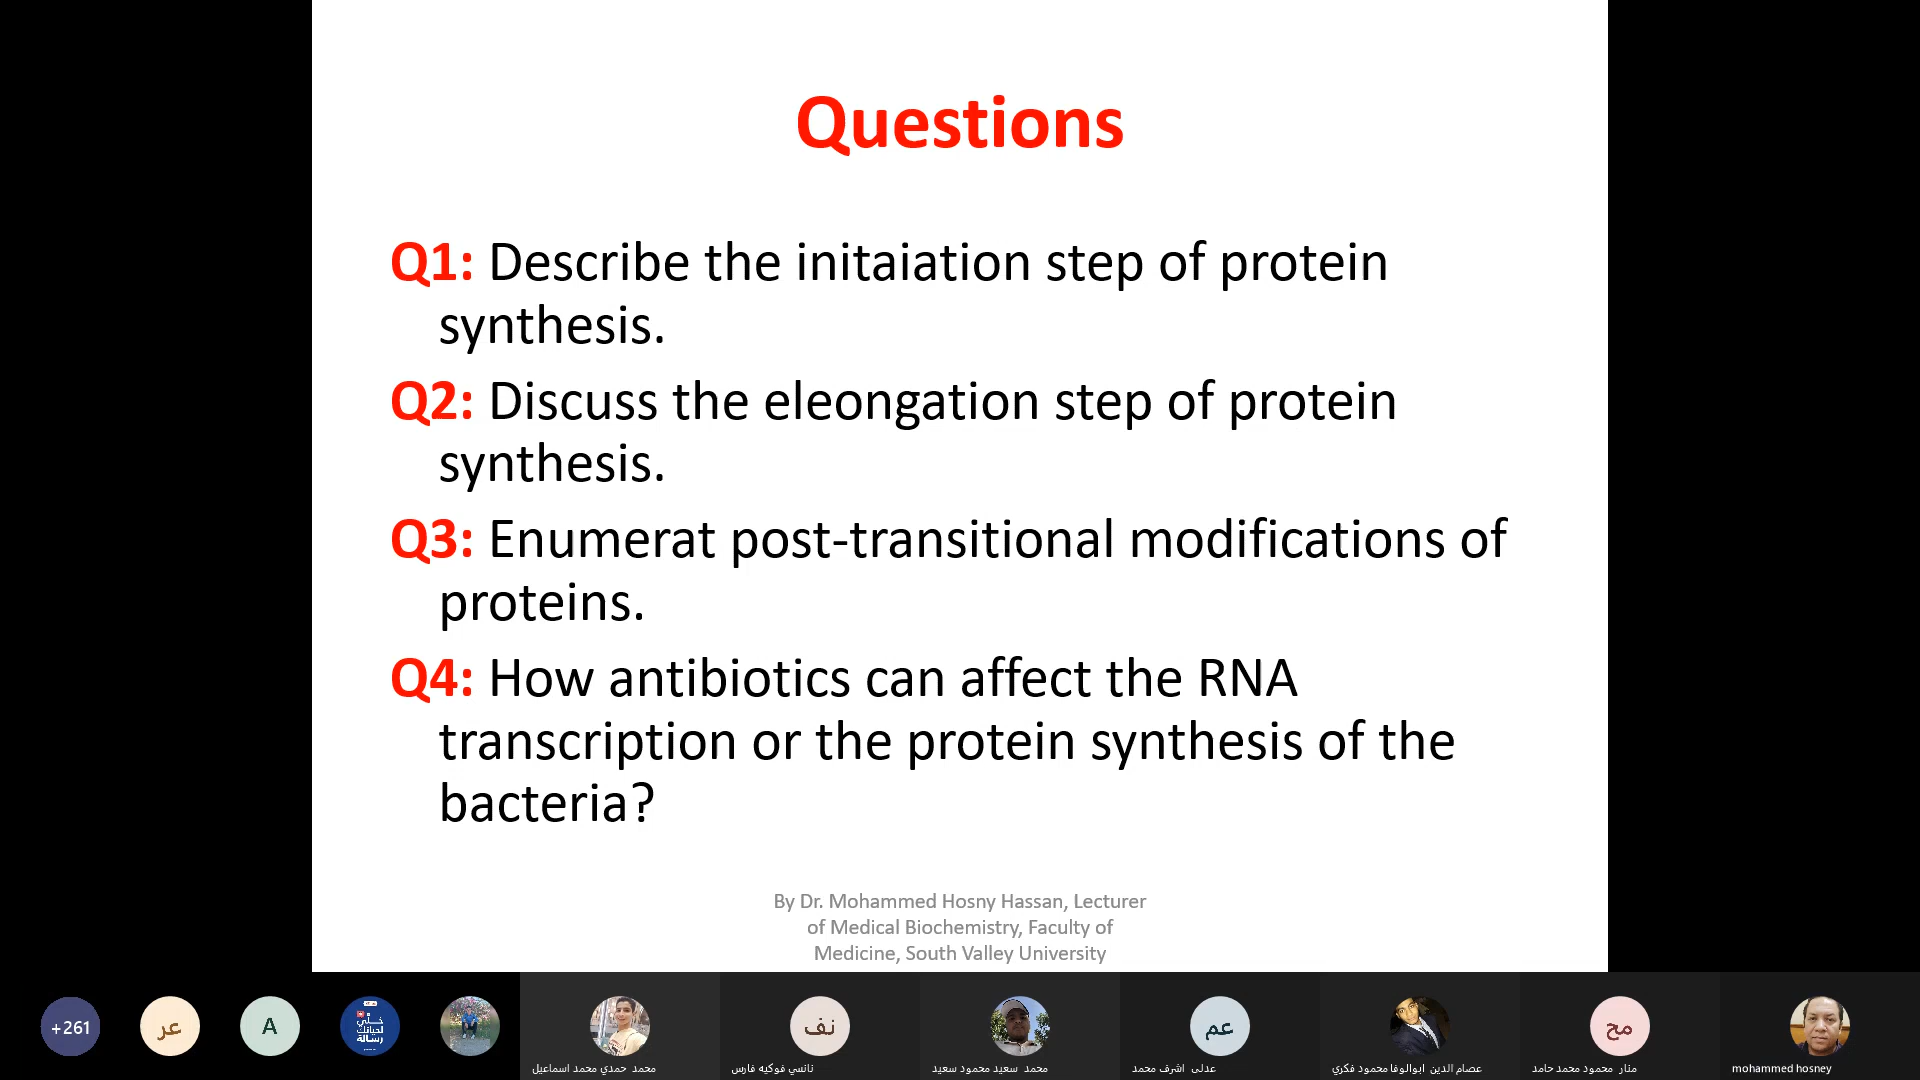 Questions
Q1: Describe the initaiation step of protein
synthesis.
Q2: Discuss the eleongation step of protein
synthesis.
Q3: Enumerat post-transitional modifications of
proteins.
Q4: How antibiotics can affect the RNA
transcription or the protein synthesis of the
bacteria?
By Dr. Mohammed Hosny Hassan, Lecturer
of Medical Biochemistry, Faculty of
Medicine, South Valley University
+261
عر
A
خلي
لحياتك
رسالة
نف
عم
مح
محمد حمدي محمد اسماعيل
نانسي فوكيه فارس
محمد سعيد محمود سعيد
عدلى اشرف محمد
عصام الدين ابوالوفا محمود فكري
منار محمود محمد حامد
mohammed hosney